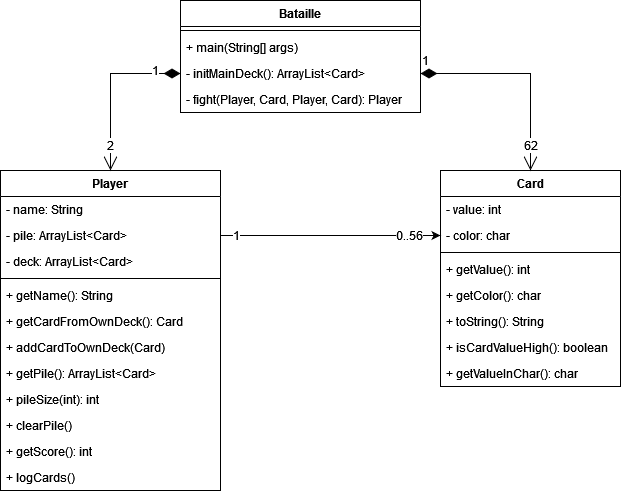 Bataille
+ main(String[] args)
- initMainDeck(): ArrayList<Card>
- fight(Player, Card, Player, Card): Player
1
1
2
62
Player
- name: String
- pile: ArrayList<Card>
- deck: ArrayList<Card>
+ getName(): String
+ getCardFromOwnDeck(): Card
+ addCardToOwnDeck(Card)
+ getPile(): ArrayList<Card>
+ pileSize(int): int
+ clearPile()
+ getScore(): int
+ logCards()
1
0..56
Card
- value: int
- color: char
+ getValue(): int
+ getColor(): char
+ toString(): String
+ isCardValueHigh(): boolean
+ getValueInChar(): char